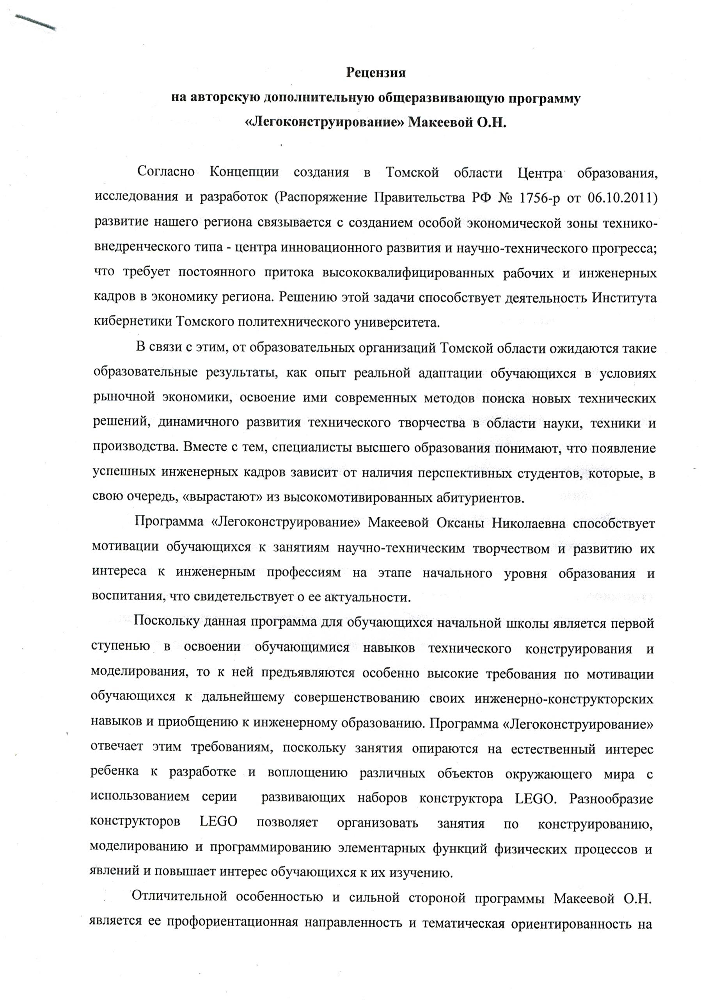 Рецензия
на авторскую дополнительную общеразвивающую программу
«Легоконструирование» Макеевой О.Н.
Согласно Концепции создания в Томской области Центра образования,
исследования и разработок (Распоряжение Правительства РФ № 1756-р от 06.10.2011)
развитие нашего региона связывается с созданием особой экономической зоны технико-
внедренческого типа - центра инновационного развития и научно-технического прогресса;
что требует постоянного притока высококвалифицированных рабочих и инженерных
кадров в экономику региона. Решению этой задачи способствует деятельность Института
кибернетики Томского политехнического университета.
В связи с этим, от образовательных организаций Томской области ожидаются такие
образовательные результаты, как опыт реальной адаптации обучающихся в условиях
рыночной экономики, освоение ими современных методов поиска новых технических
решений, динамичного развития технического творчества в области науки, техники и
производства. Вместе с тем, специалисты высшего образования понимают, что появление
успешных инженерных кадров зависит от наличия перспективных студентов, которые, в
свою очередь, «вырастают» из высокомотивированных абитуриентов.
Программа «Легоконструирование» Макеевой Оксаны Николаевна способствует
мотивации обучающихся к занятиям научно-техническим творчеством и развитию их
интереса к инженерным профессиям на этапе начального уровня образования и
воспитания, что свидетельствует о ее актуальности.
Поскольку данная программа для обучающихся начальной школы является первой
ступенью в освоении обучающимися навыков технического конструирования и
моделирования, то к ней предъявляются особенно высокие требования по мотивации
обучающихся к дальнейшему совершенствованию своих инженерно-конструкторских
навыков и приобщению к инженерному образованию. Программа «Легоконструирование»
отвечает этим требованиям, поскольку занятия опираются на естественный интерес
ребенка к разработке и воплощению различных объектов окружающего мира с
использованием серии развивающих наборов конструктора LEGO. Разнообразие
конструкторов LEGO позволяет организовать занятия по конструированию,
моделированию и программированию элементарных функций физических процессов и
явлений и повышает интерес обучающихся к их изучению.
Отличительной особенностью и сильной стороной программы Макеевой О.Н.
является ее профориентационная направленность и тематическая ориентированность на